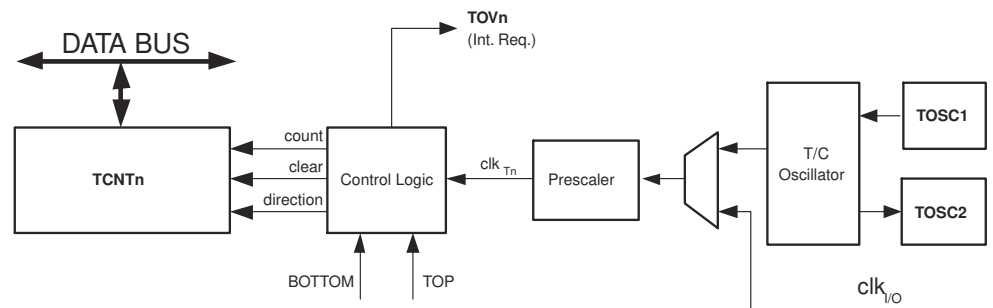 TOVn
(Int. Req.)
DATA BUS
TCNTn
count
clear
direction
Control Logic
clk Tn
Prescaler
T/C
Oscillator
TOSC1
TOSC2
BOTTOM
TOP
clk I/O